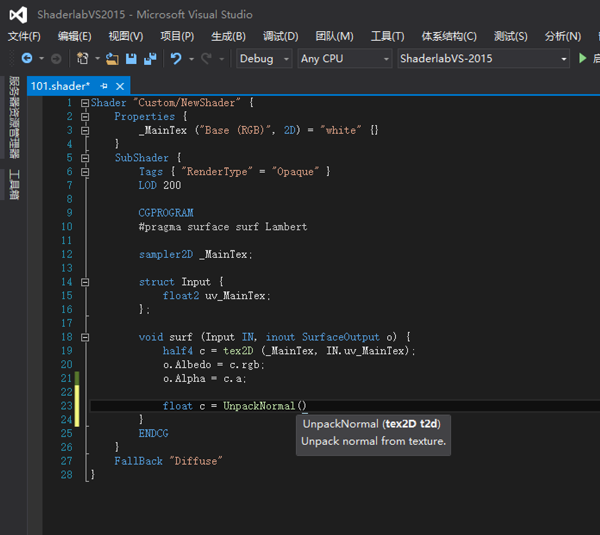 ShaderlabVS2015 - Microsoft Visual Studio
文件(F) 编辑(E) 视图(V) 项目(P) 生成(B) 调试(D) 团队(M) 工具(T) 体系结构(C) 测试(S) 分析(N)
Debug Any CPU ShaderlabVS-2015 启
服务器资源管理器
工具箱
101.shader*
1 Shader "Custom/NewShader" {
2 Properties {
3 _MainTex ("Base (RGB)", 2D) = "white" {}
4 }
5 SubShader {
6 Tags { "RenderType" = "Opaque" }
7 LOD 200
8
9 CGPROGRAM
10 #pragma surface surf Lambert
11
12 sampler2D _MainTex;
13
14 struct Input {
15 float2 uv_MainTex;
16 };
17
18 void surf (Input IN, inout SurfaceOutput o) {
19 half4 c = tex2D (_MainTex, IN.uv_MainTex);
20 o.Albedo = c.rgb;
21 o.Alpha = c.a;
22
23 float c = UnpackNormal()
24 }
25 ENDCG
26 }
27 FallBack "Diffuse"
28 }
UnpackNormal (tex2D t2d)
Unpack normal from texture.